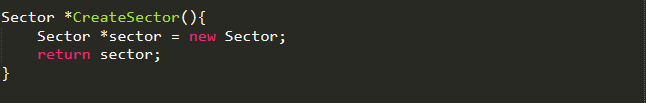 Sector *CreateSector(){
    Sector *sector = new Sector;
    return sector;
}